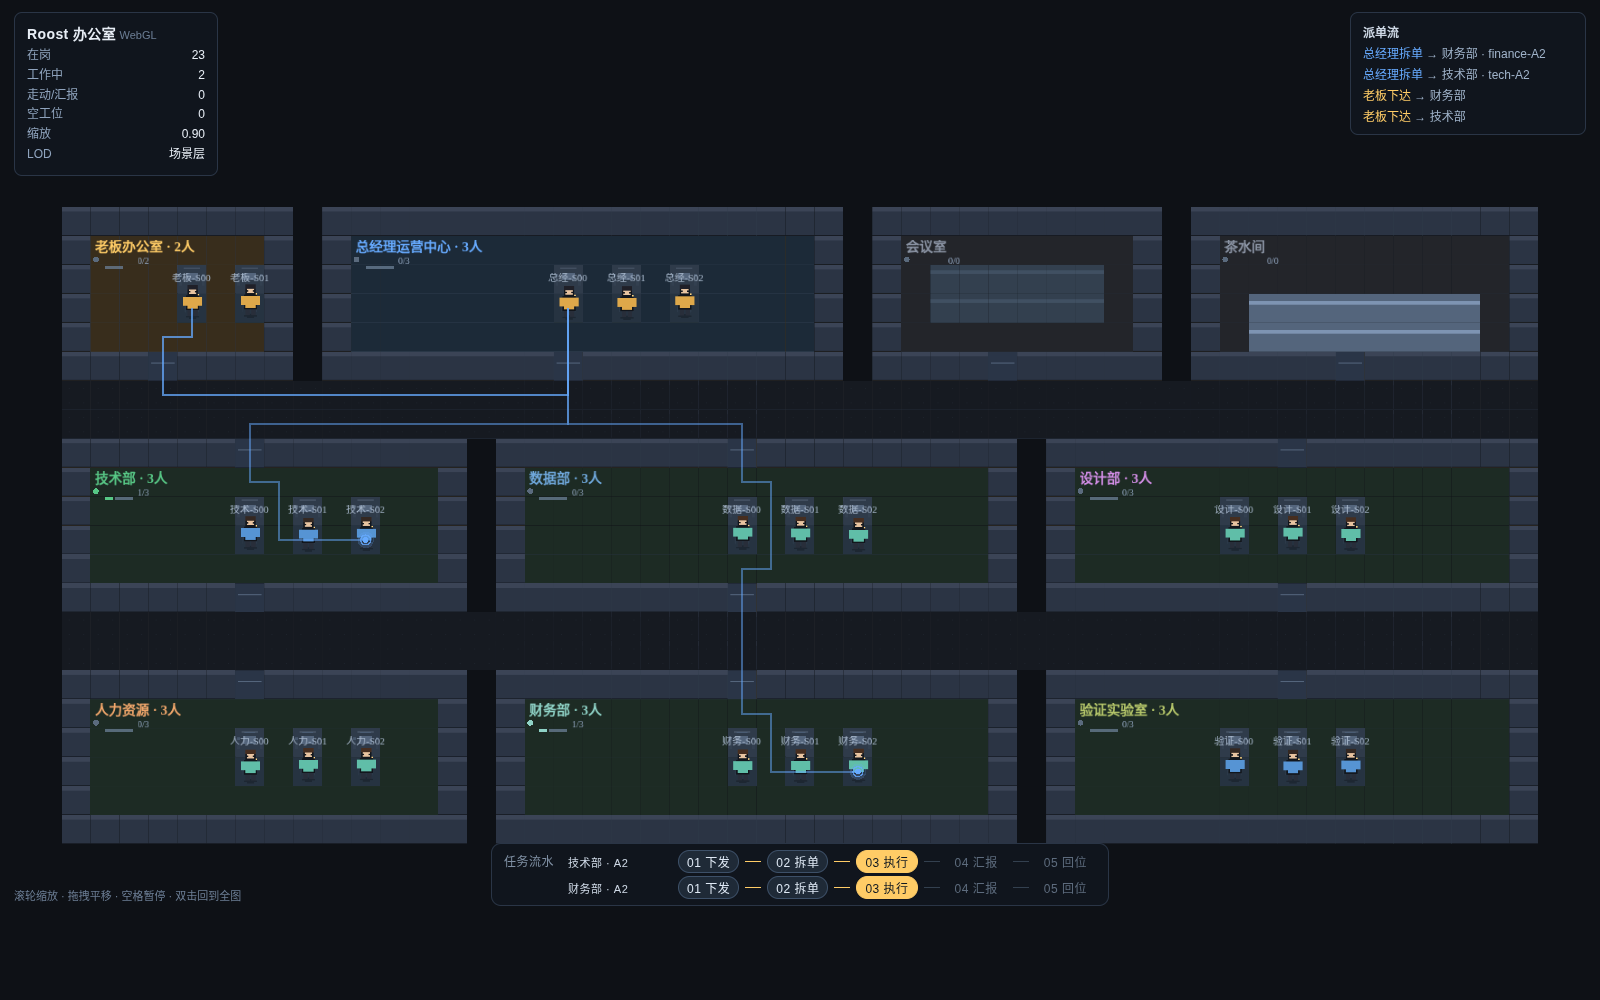 Roost 办公室 WebGL
在岗 23
工作中 2
走动/汇报 0
空工位 0
缩放 0.90
LOD 场景层
派单流
总经理拆单 → 财务部 · finance-A2
总经理拆单 → 技术部 · tech-A2
老板下达 → 财务部
老板下达 → 技术部
老板办公室 · 2人
0/2
老板-S00 老板-S01
总经理运营中心 · 3人
0/3
总经-S00 总经-S01 总经-S02
会议室
0/0
茶水间
0/0
技术部 · 3人
1/3
技术-S00 技术-S01 技术-S02
数据部 · 3人
0/3
数据-S00 数据-S01 数据-S02
设计部 · 3人
0/3
设计-S00 设计-S01 设计-S02
人力资源 · 3人
0/3
人力-S00 人力-S01 人力-S02
财务部 · 3人
1/3
财务-S00 财务-S01 财务-S02
验证实验室 · 3人
0/3
验证-S00 验证-S01 验证-S02
任务流水 技术部 · A2 01 下发 02 拆单 03 执行 04 汇报 05 回位
财务部 · A2 01 下发 02 拆单 03 执行 04 汇报 05 回位
滚轮缩放 · 拖拽平移 · 空格暂停 · 双击回到全图